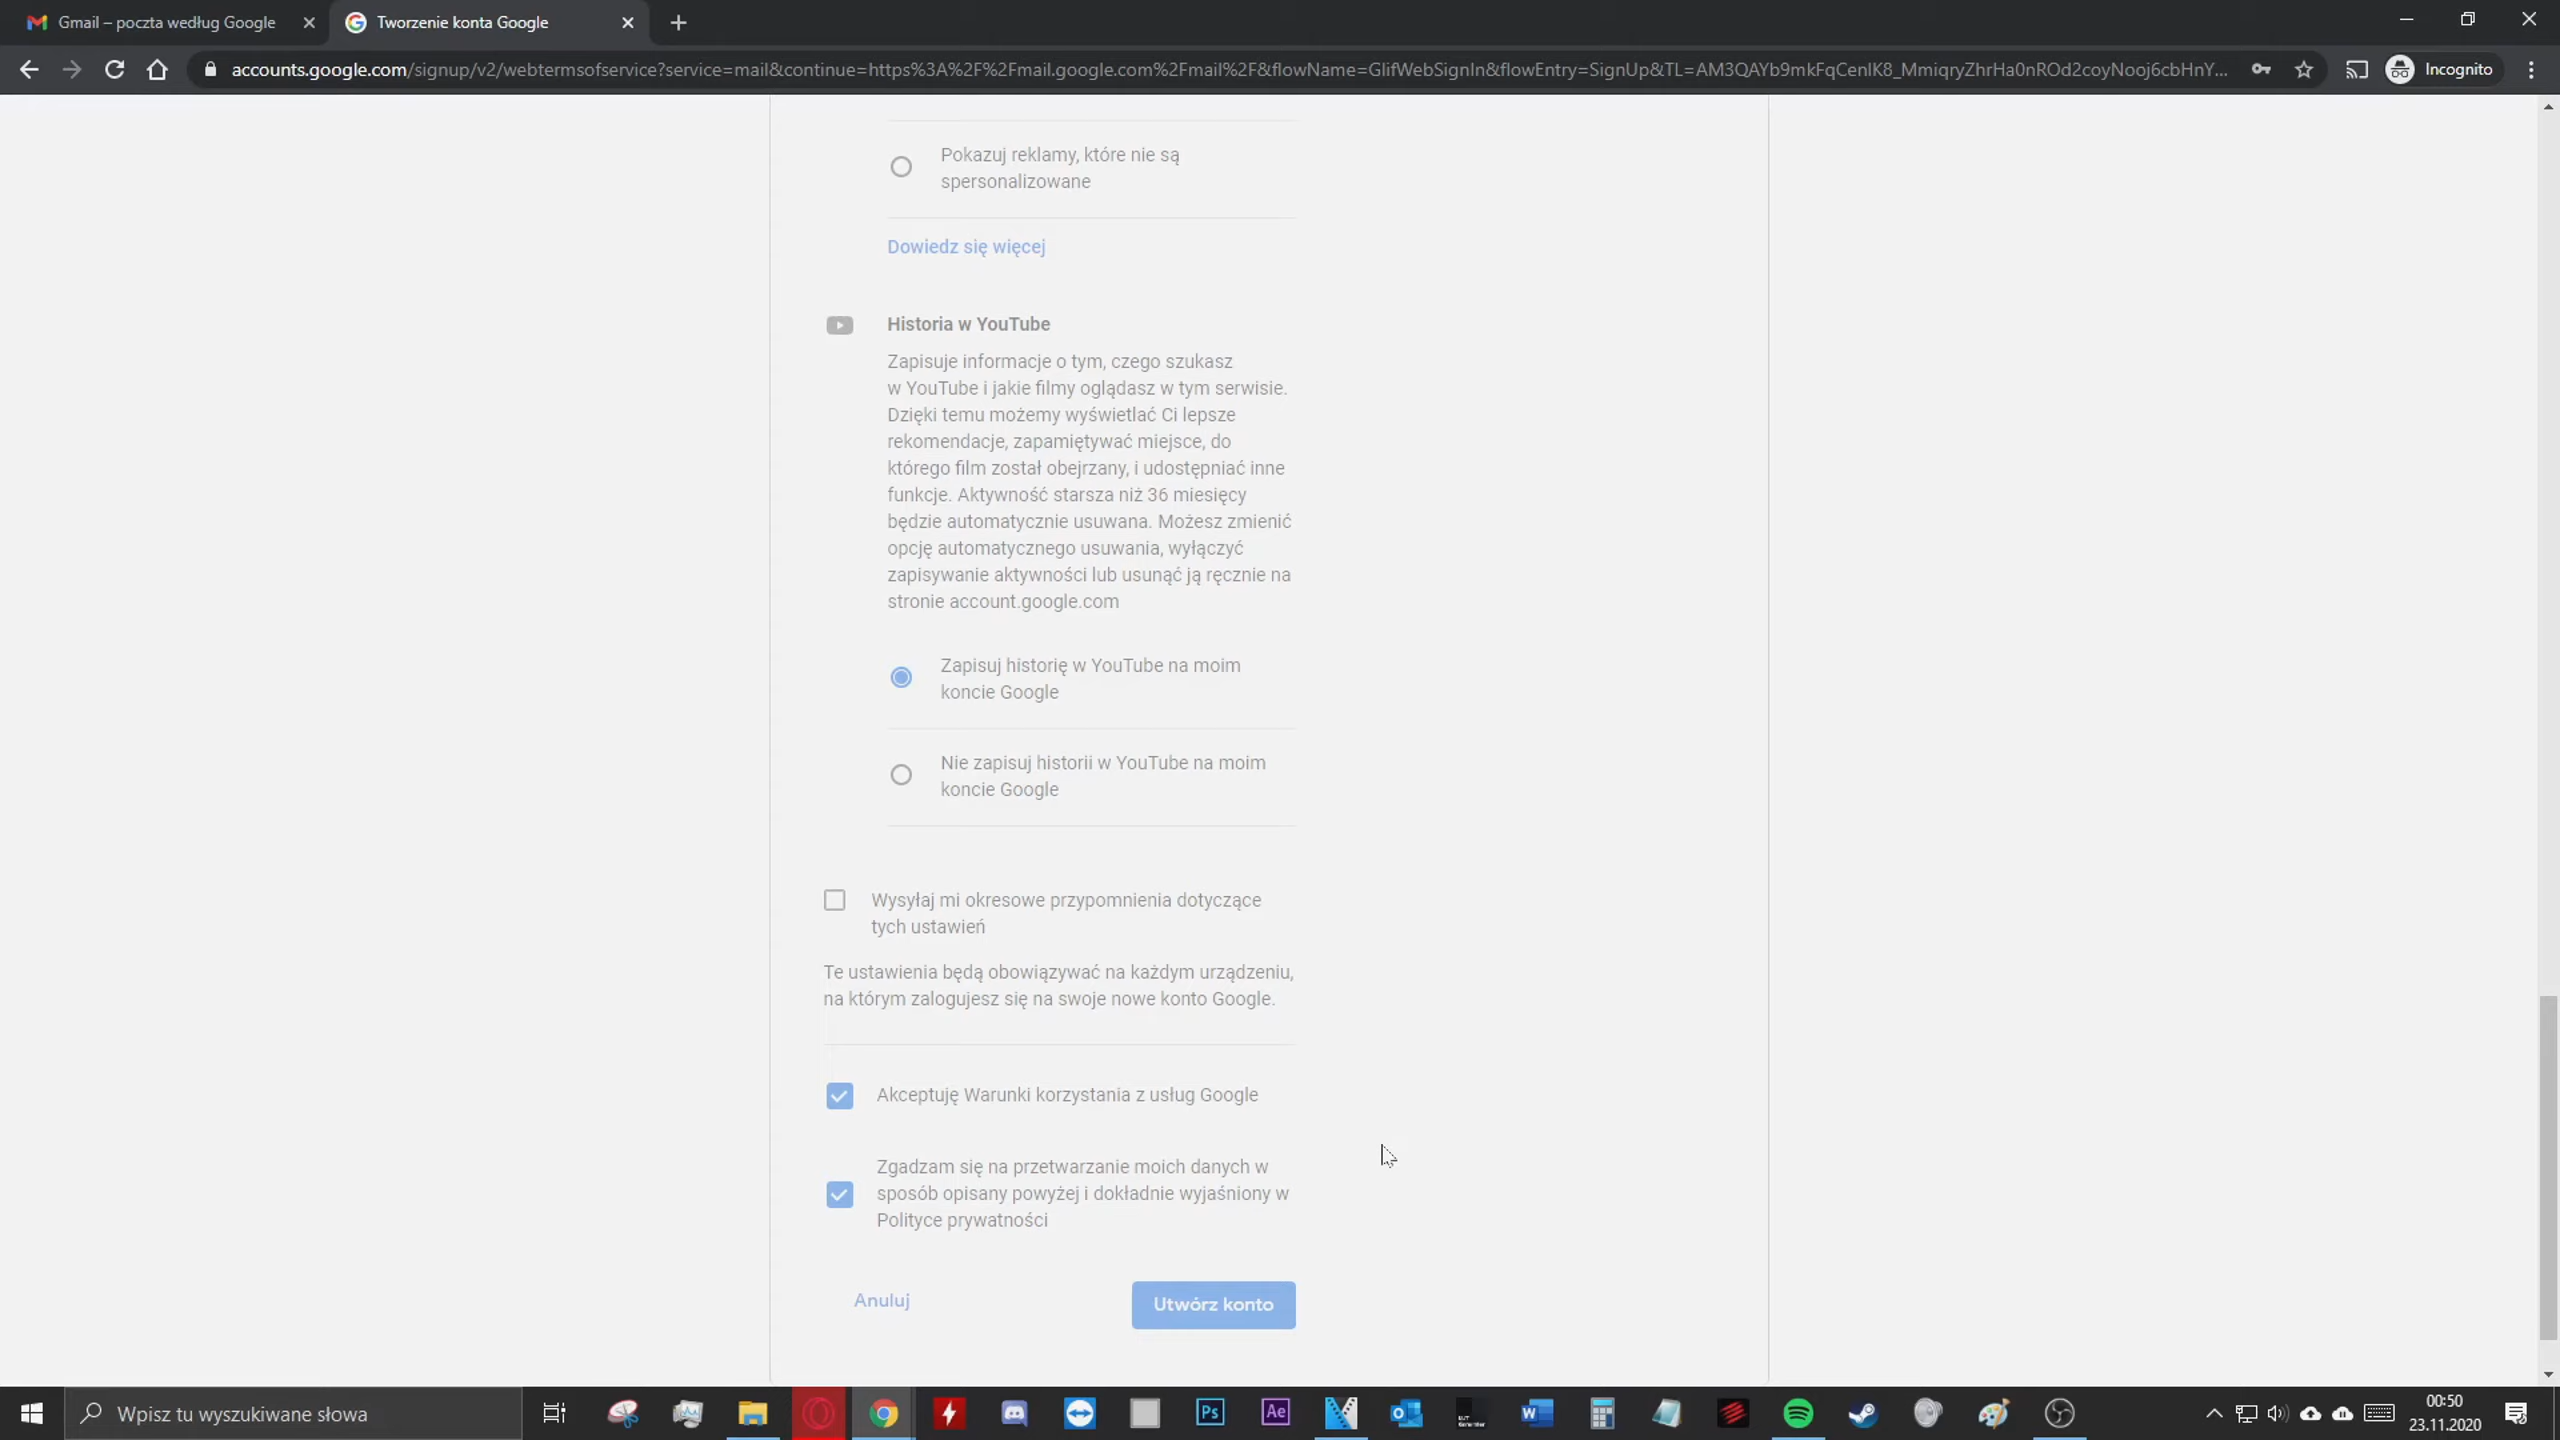 Gmail – poczta według Google
Tworzenie konta Google
accounts.google.com/signup/v2/webtermsofservice?service=mail&continue=https%3A%2F%2Fmail.google.com%2Fmail%2F&flowName=GlifWebSignIn&flowEntry=SignUp&TL=AM3QAYb9mkFqCenlK8_MmiqryZhrHa0nROd2coyNooj6cbHnY...
Incognito
Pokazuj reklamy, które nie są
spersonalizowane
Dowiedz się więcej
Historia w YouTube
Zapisuje informacje o tym, czego szukasz
w YouTube i jakie filmy oglądasz w tym serwisie.
Dzięki temu możemy wyświetlać Ci lepsze
rekomendacje, zapamiętywać miejsce, do
którego film został obejrzany, i udostępniać inne
funkcje. Aktywność starsza niż 36 miesięcy
będzie automatycznie usuwana. Możesz zmienić
opcję automatycznego usuwania, wyłączyć
zapisywanie aktywności lub usunąć ją ręcznie na
stronie account.google.com
Zapisuj historię w YouTube na moim
koncie Google
Nie zapisuj historii w YouTube na moim
koncie Google
Wysyłaj mi okresowe przypomnienia dotyczące
tych ustawień
Te ustawienia będą obowiązywać na każdym urządzeniu,
na którym zalogujesz się na swoje nowe konto Google.
Akceptuję Warunki korzystania z usług Google
Zgadzam się na przetwarzanie moich danych w
sposób opisany powyżej i dokładnie wyjaśniony w
Polityce prywatności
Anuluj
Utwórz konto
Wpisz tu wyszukiwane słowa
Ps
Ae
00:50
23.11.2020